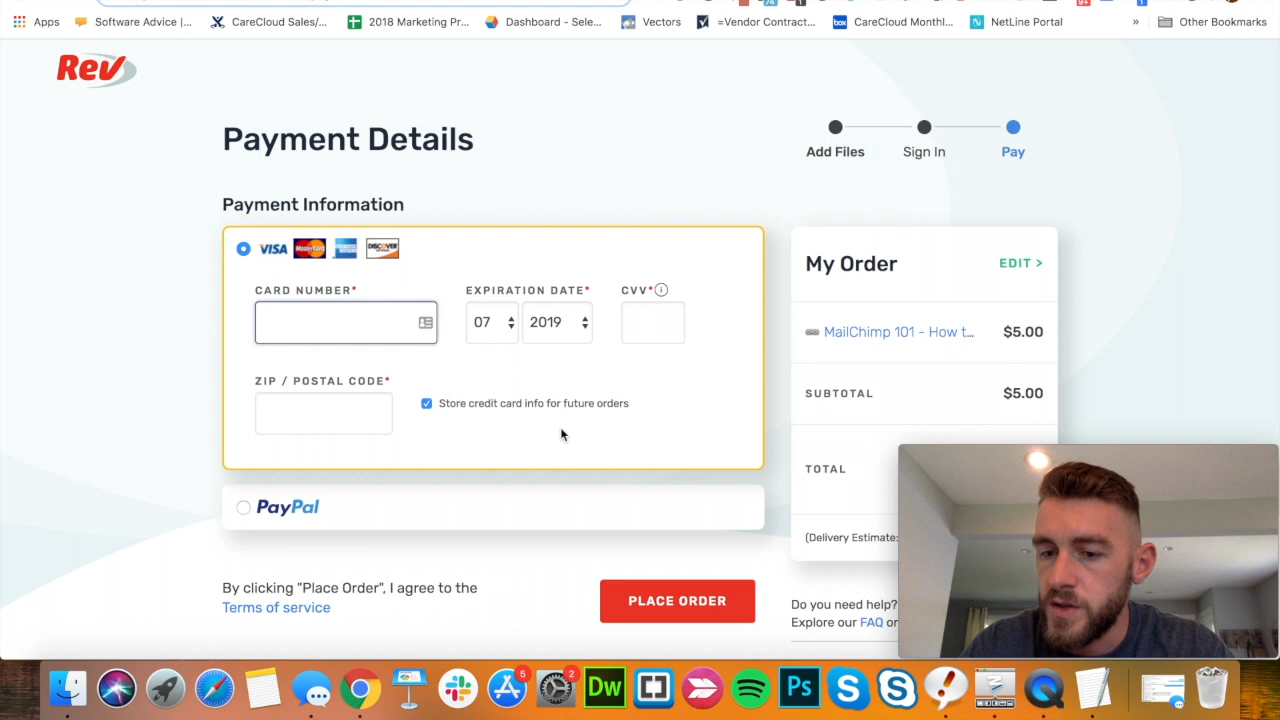 Apps
Software Advice |...
CareCloud Sales/...
2018 Marketing Pr...
Dashboard - Sele...
Vectors
=Vendor Contract...
CareCloud Monthl...
NetLine Portal
»
Other Bookmarks
Rev
Payment Details
Add Files
Sign In
Pay
Payment Information
VISA MasterCard DISCOVER
CARD NUMBER*
EXPIRATION DATE*
CVV*
07
2019
ZIP / POSTAL CODE*
Store credit card info for future orders
PayPal
By clicking "Place Order", I agree to the
Terms of service
PLACE ORDER
My Order
EDIT >
MailChimp 101 - How t...
$5.00
SUBTOTAL
$5.00
TOTAL
(Delivery Estimate:
Do you need help?
Explore our FAQ or
5
2
Dw
Ps